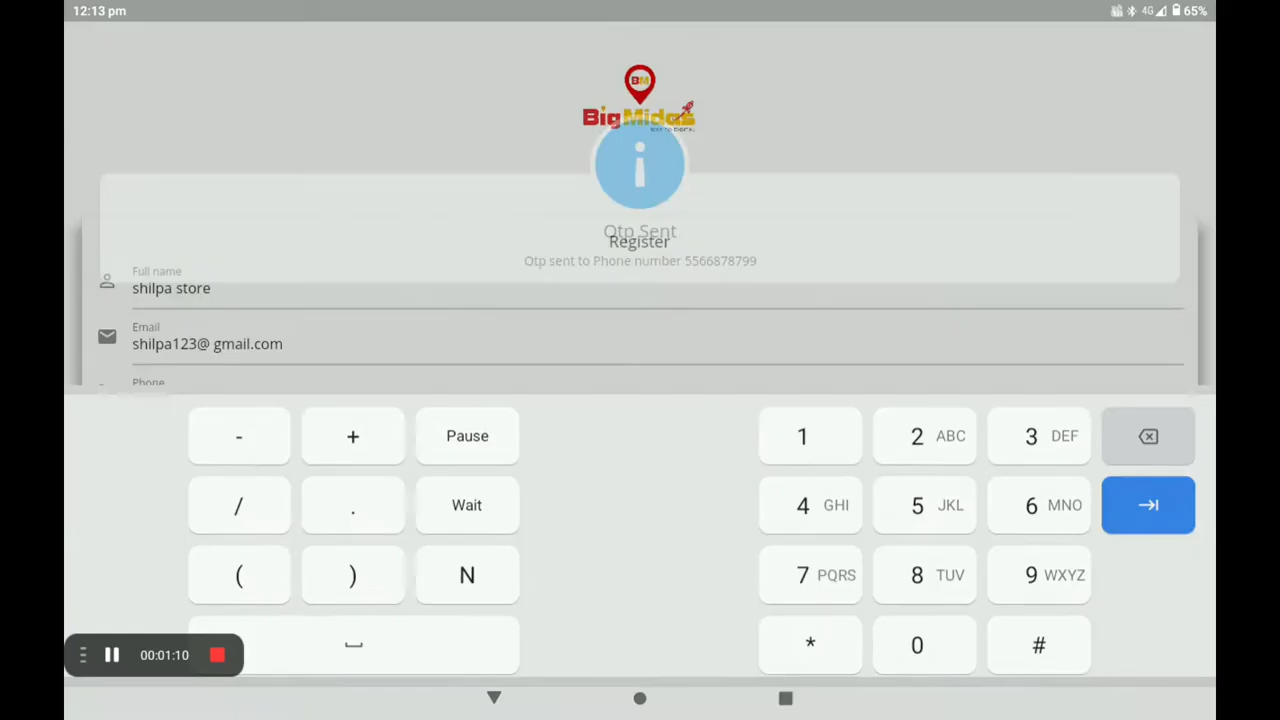 12:13 pm 4G 65%
BM
BigMidas
Otp Sent
Register
Otp sent to Phone number 5566878799
Full name
shilpa store
Email
shilpa123@ gmail.com
Phone
- + Pause 1 2 ABC 3 DEF
/ . Wait 4 GHI 5 JKL 6 MNO
( ) N 7 PQRS 8 TUV 9 WXYZ
* 0 #
00:01:10